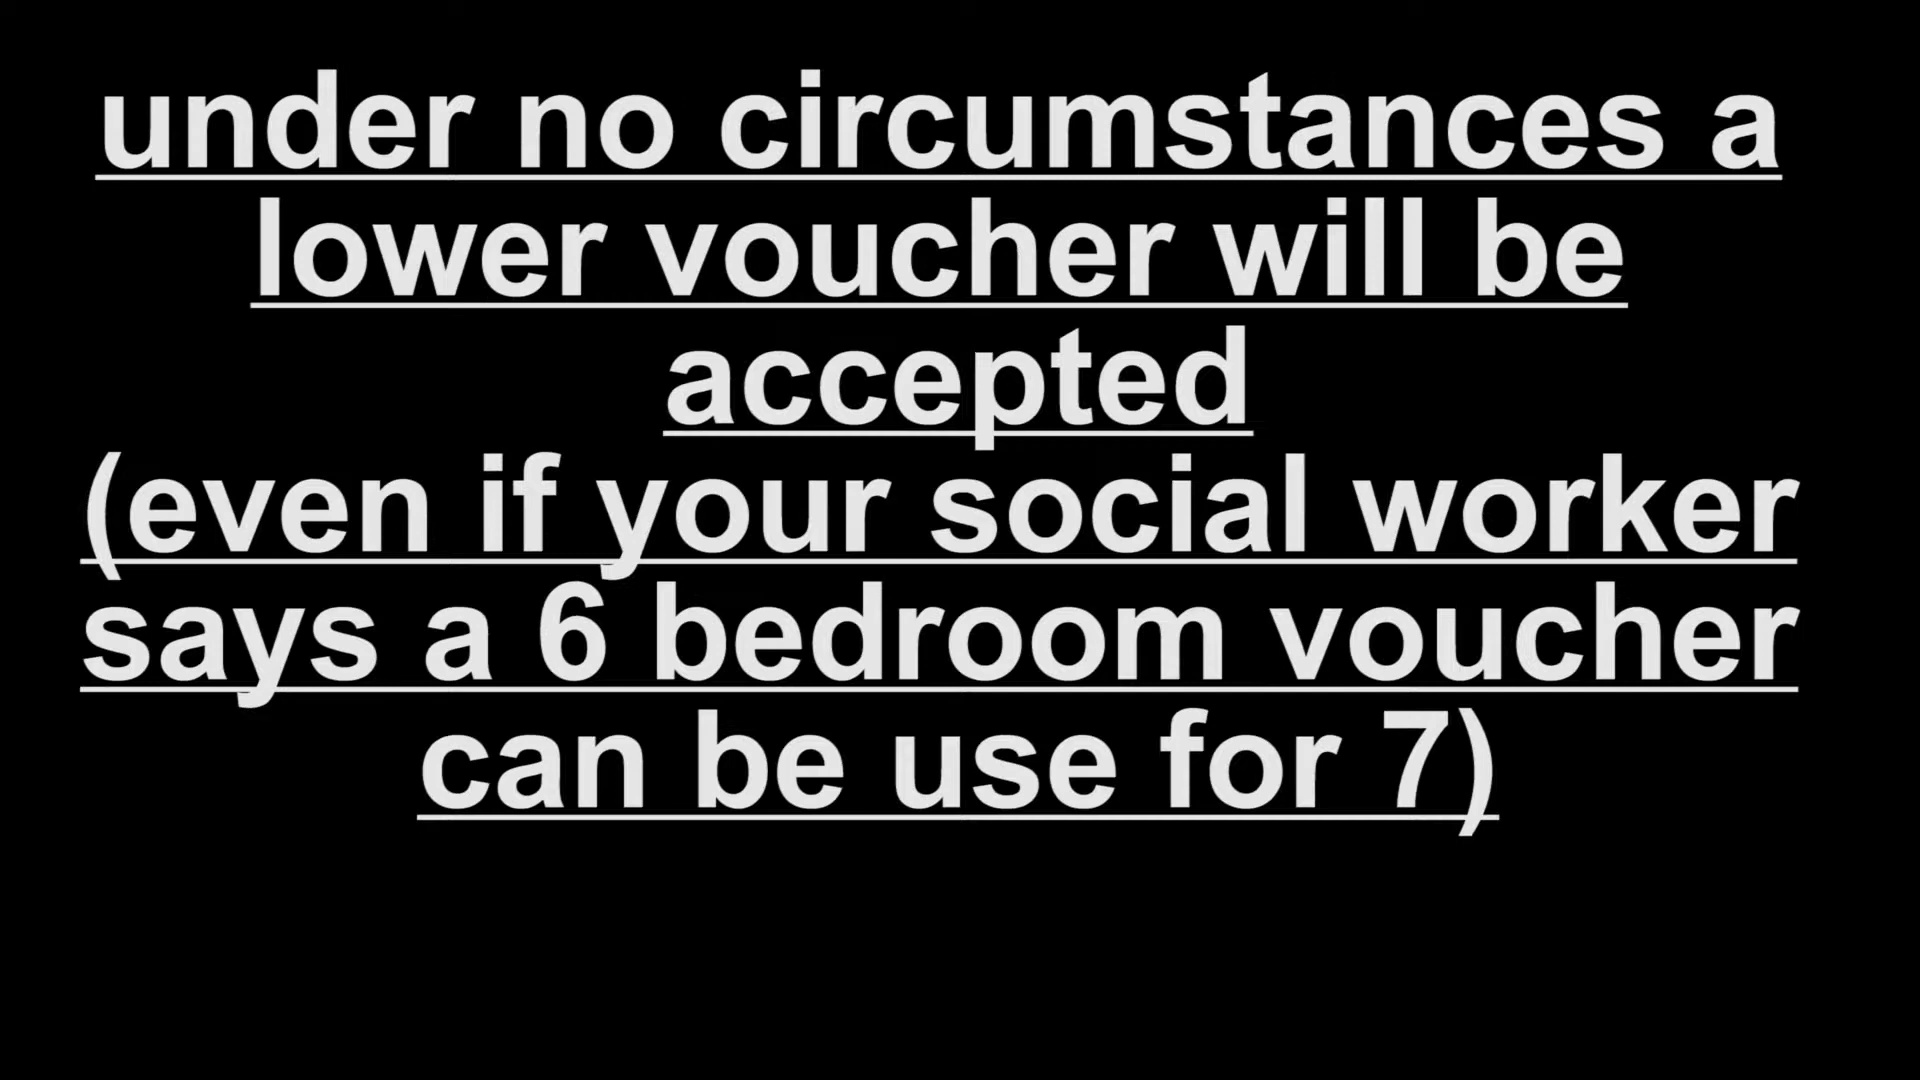 under no circumstances a
lower voucher will be
accepted
(even if your social worker
says a 6 bedroom voucher
can be use for 7)